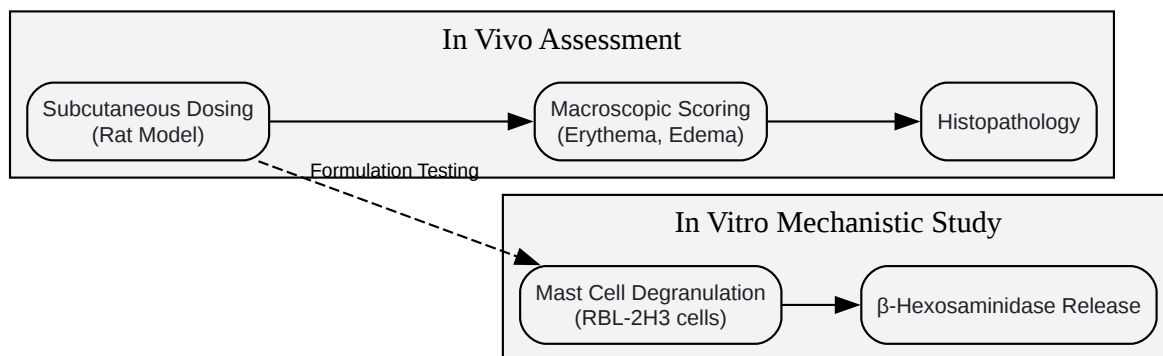 In Vivo Assessment
Subcutaneous Dosing
(Rat Model)
Macroscopic Scoring
(Erythema, Edema)
Histopathology
Formulation Testing
In Vitro Mechanistic Study
Mast Cell Degranulation
(RBL-2H3 cells)
β-Hexosaminidase Release